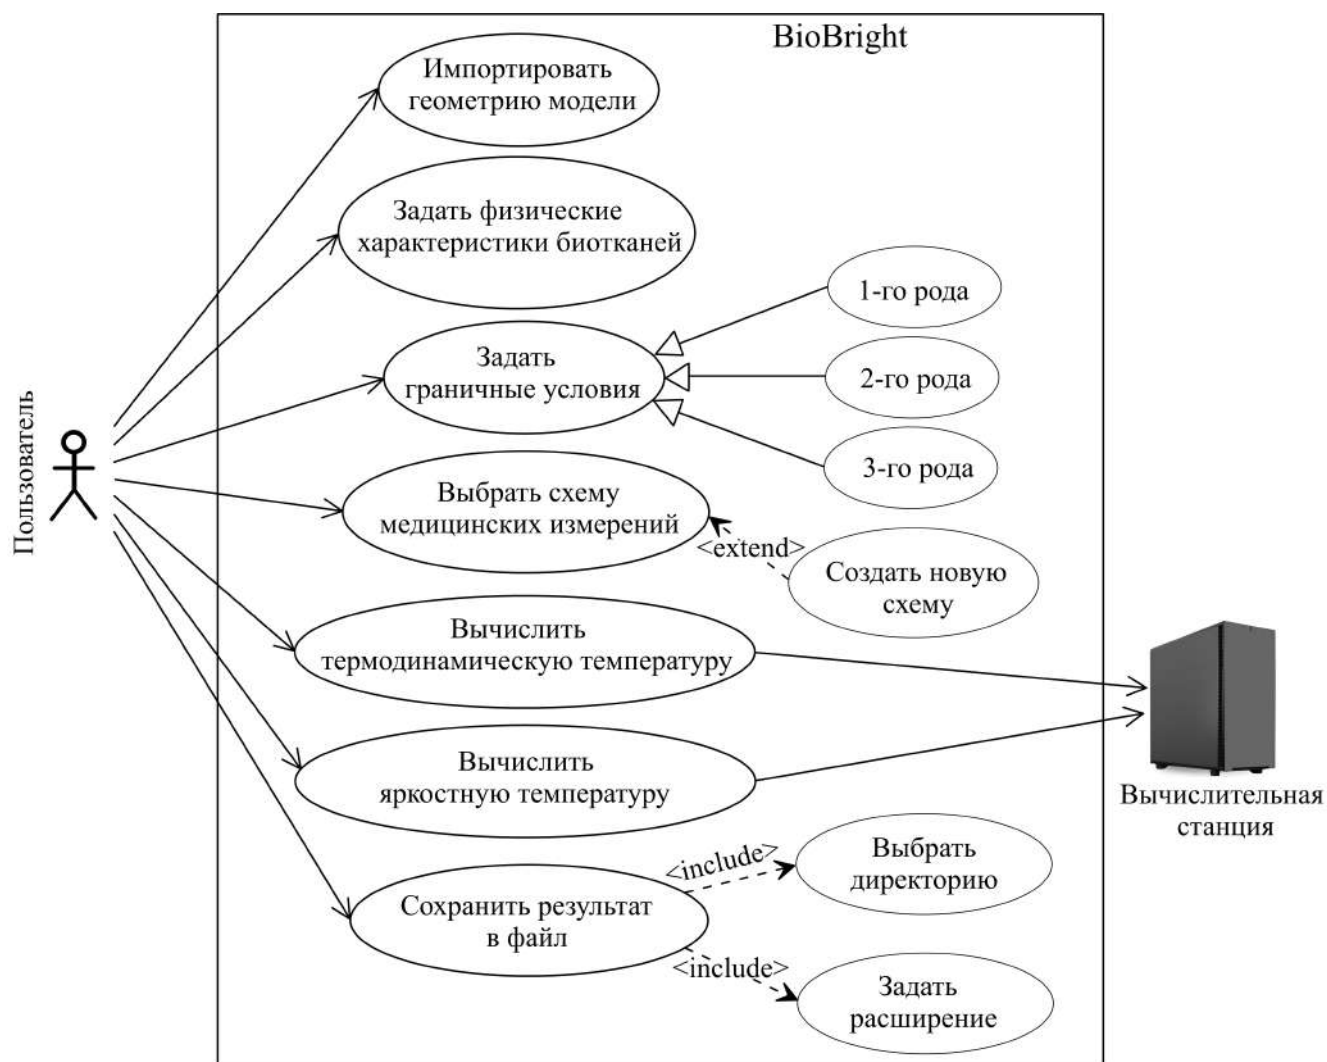 BioBright
Импортировать
геометрию модели
Задать физические
характеристики биотканей
1-го рода
Задать
граничные условия
2-го рода
3-го рода
Пользователь
Выбрать схему
медицинских измерений
<extend>
Создать новую
схему
Вычислить
термодинамическую температуру
Вычислить
яркостную температуру
Вычислительная
станция
<include>
Выбрать
директорию
Сохранить результат
в файл
<include>
Задать
расширение